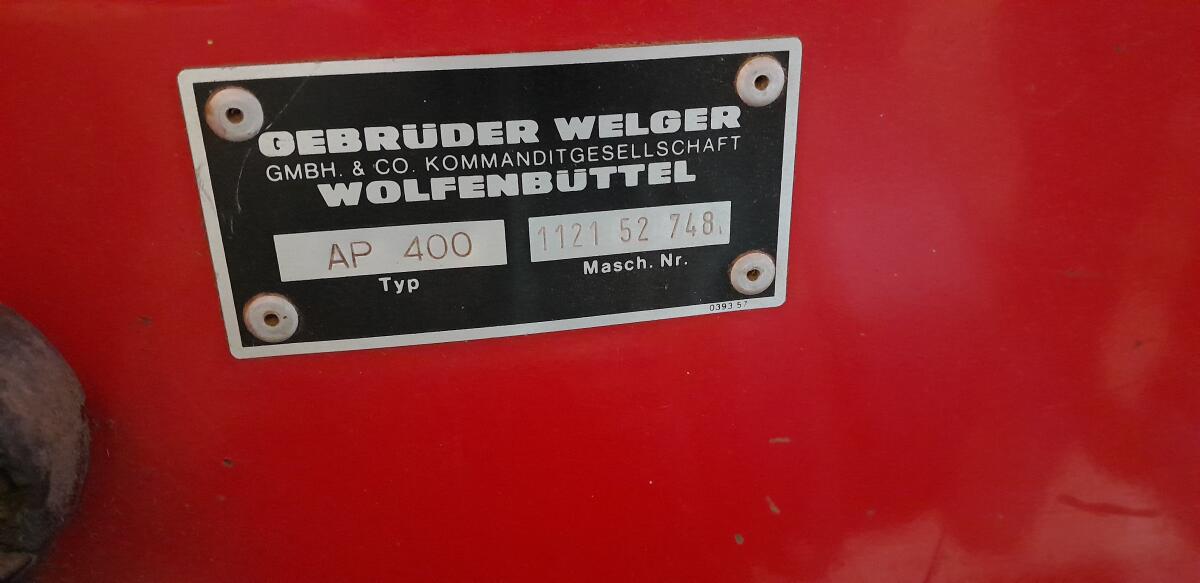 GEBRÜDER WELGER
GMBH. & CO. KOMMANDITGESELLSCHAFT
WOLFENBÜTTEL
AP 400
1121 52 748
Typ
Masch. Nr.
0393 57